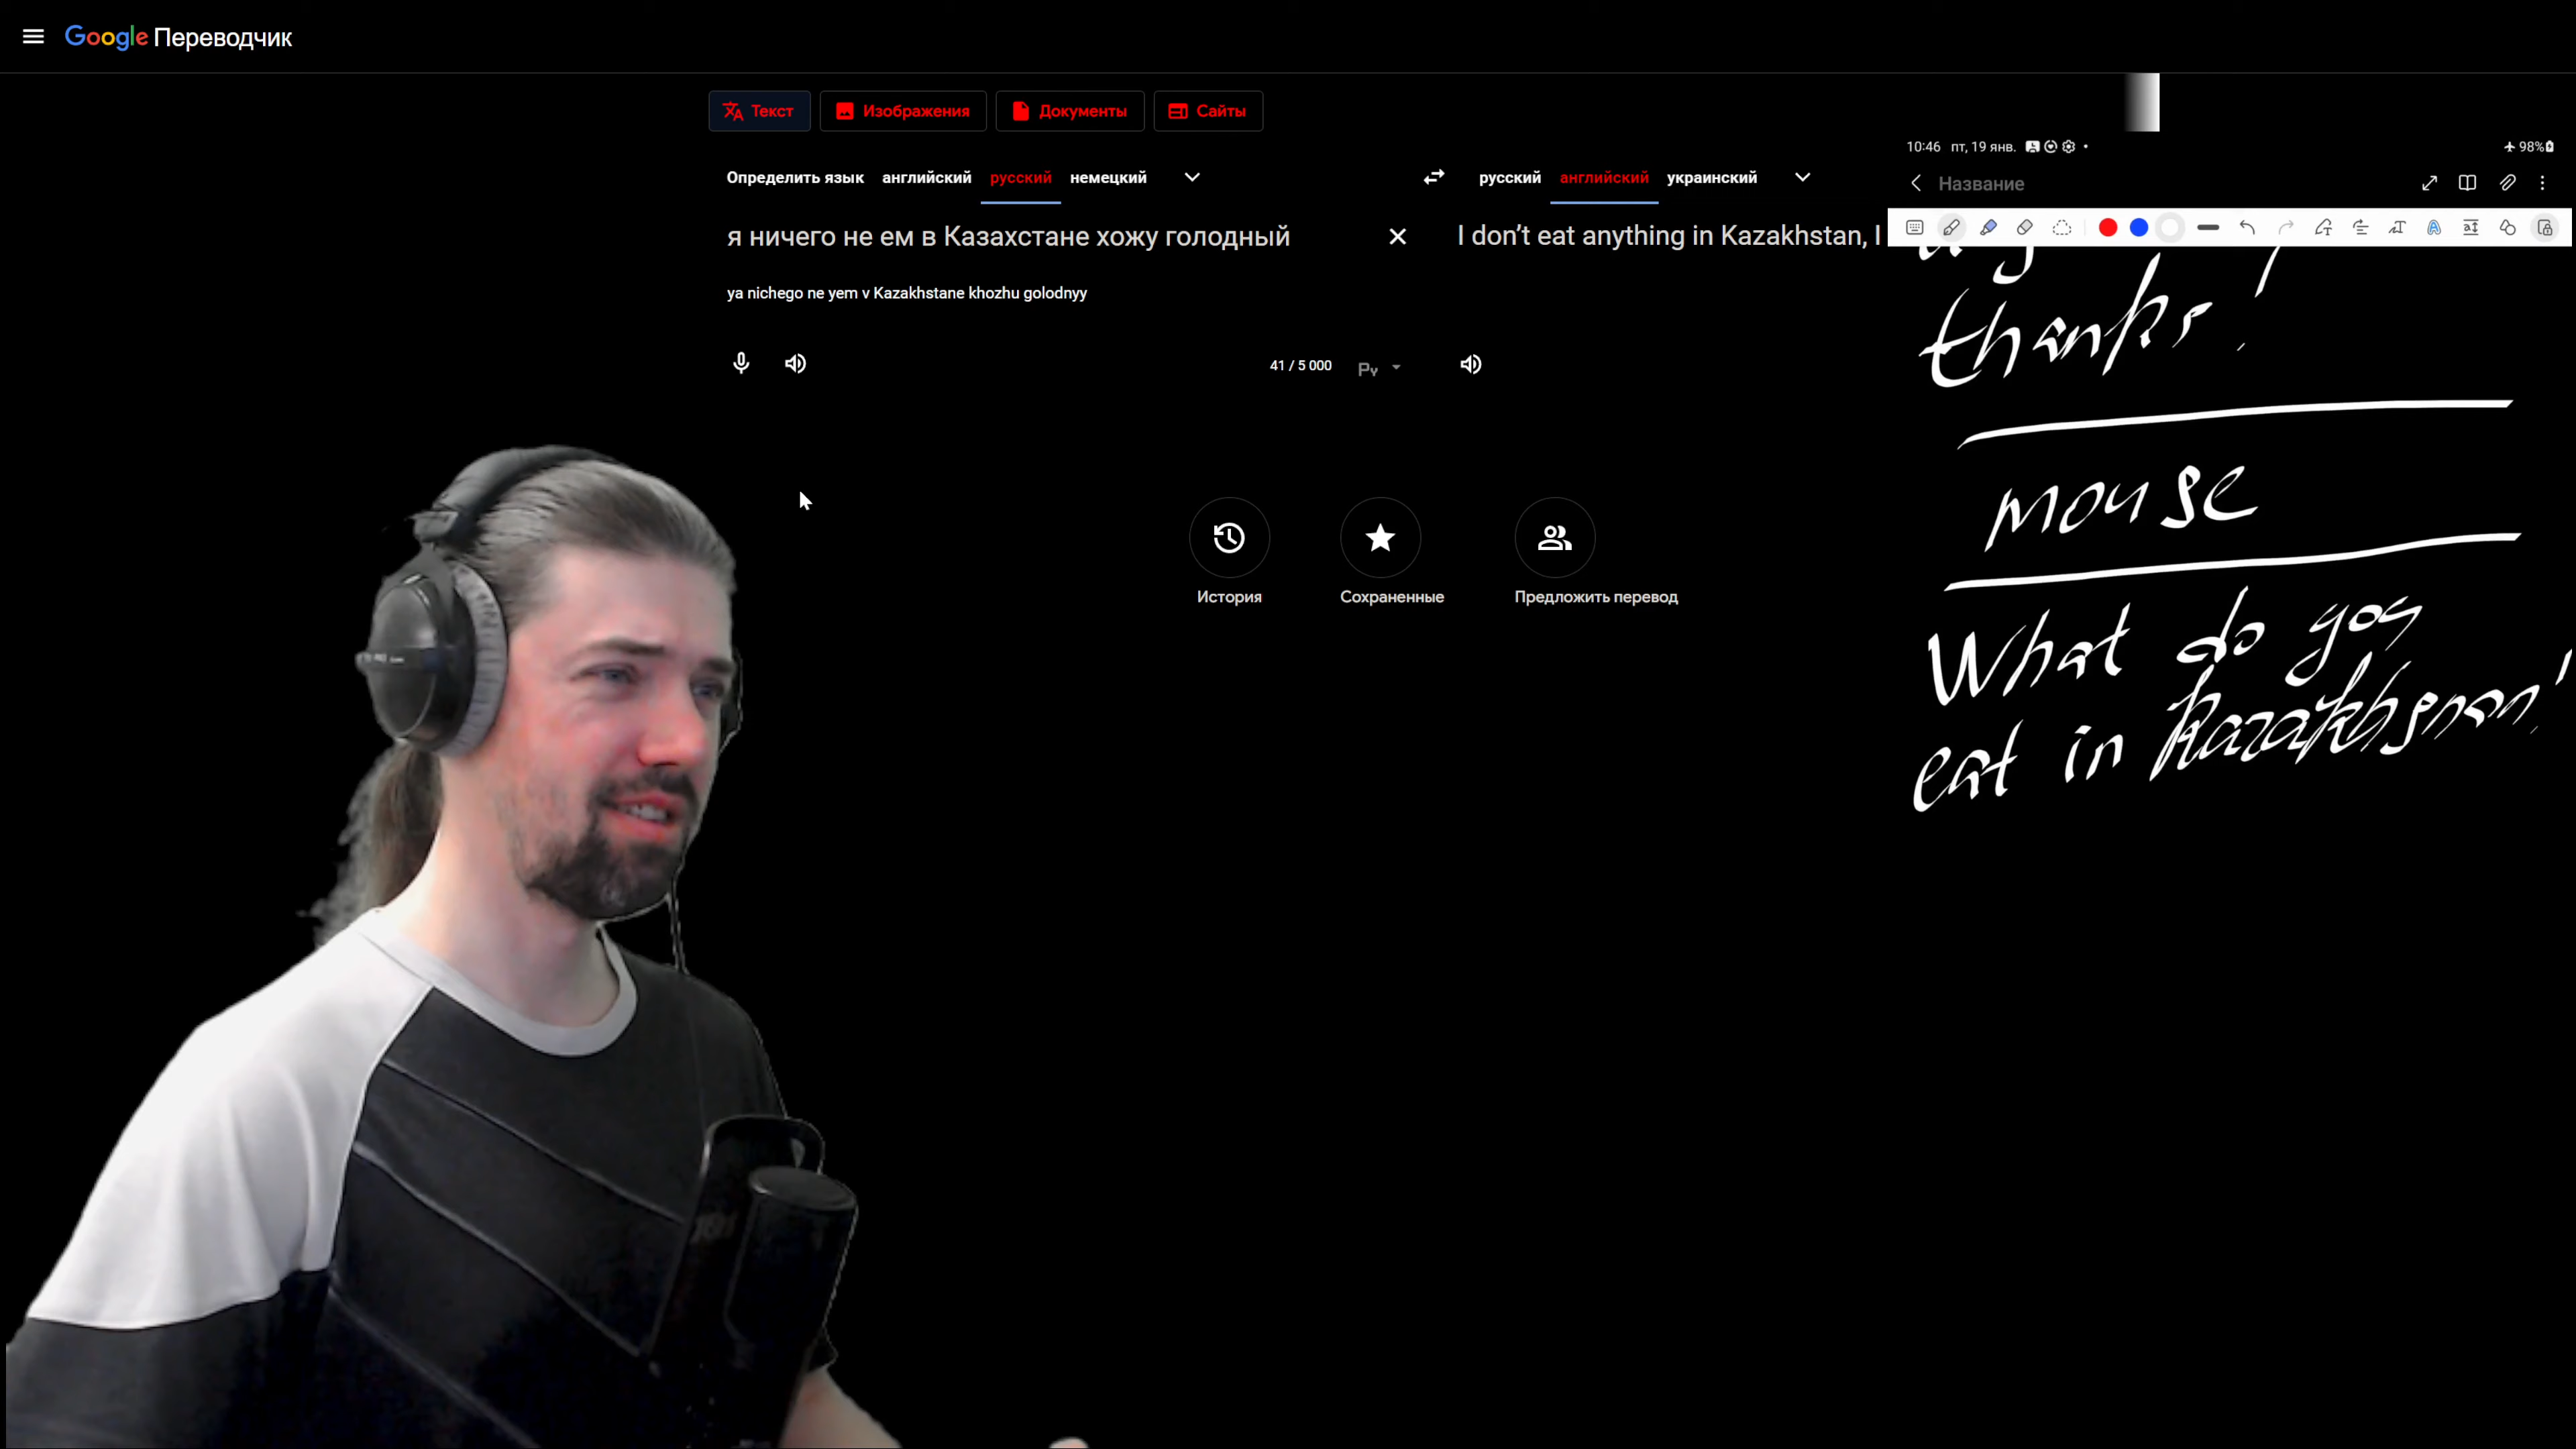 Google Переводчик
Текст
Изображения
Документы
Сайты
Определить язык английский русский немецкий
русский английский украинский
я ничего не ем в Казахстане хожу голодный
ya nichego ne yem v Kazakhstane khozhu golodnyy
41 / 5 000
Ру
I don't eat anything in Kazakhstan, I
История
Сохраненные
Предложить перевод
10:46 пт, 19 янв.
98%
Название
thanks!
mouse
What do you
eat in